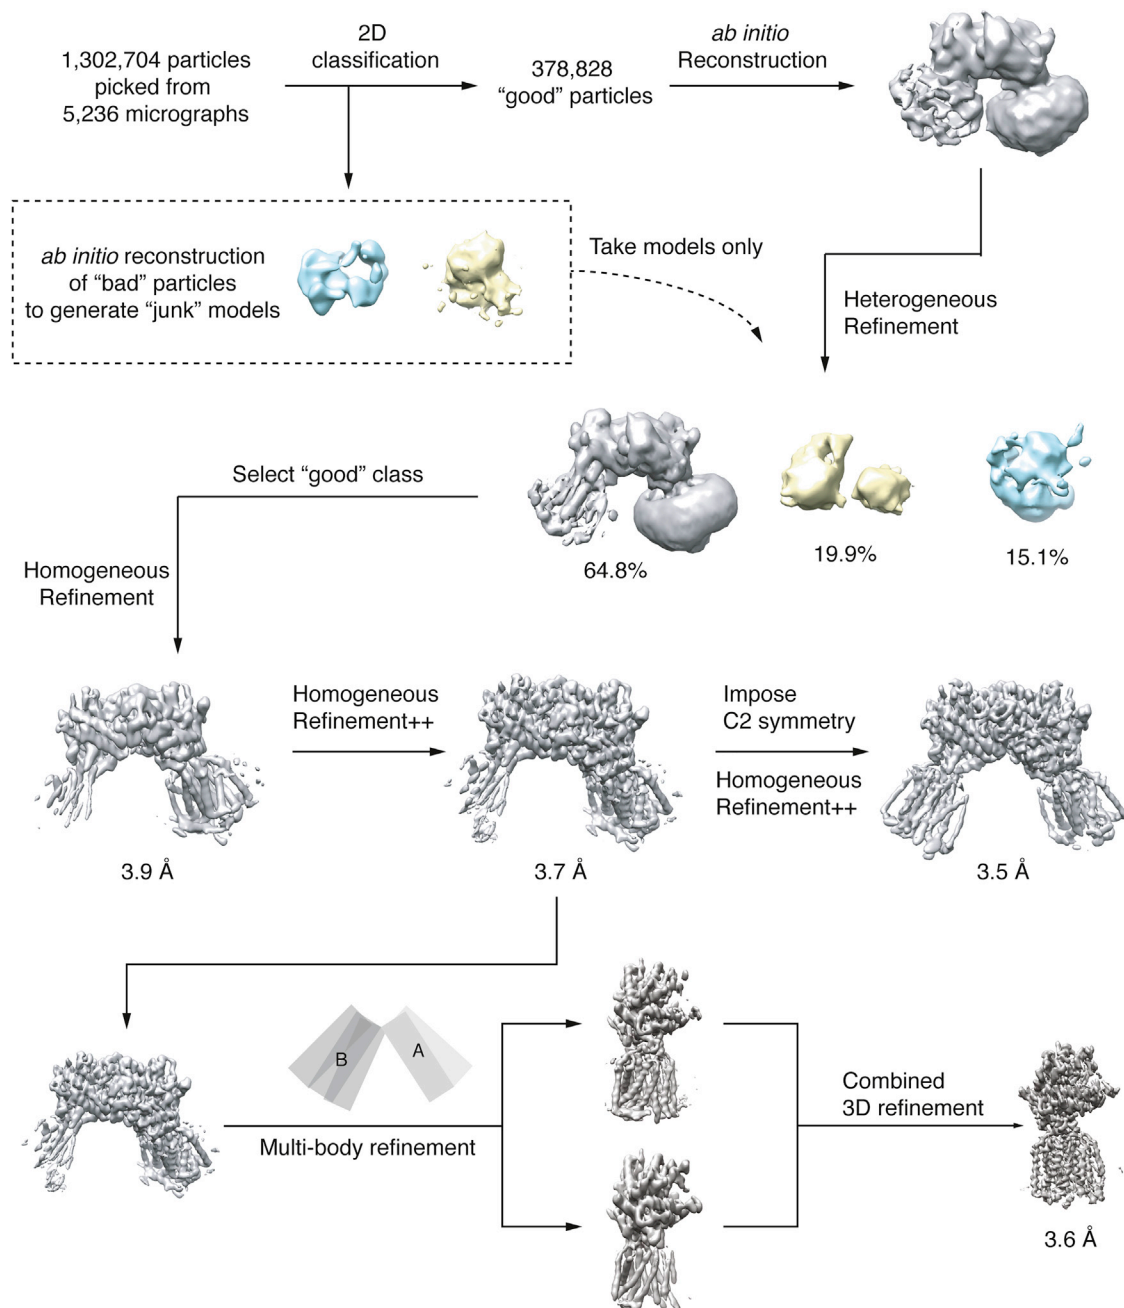 1,302,704 particles
picked from
5,236 micrographs
2D
classification
378,828
“good” particles
ab initio
Reconstruction
ab initio reconstruction
of “bad” particles
to generate “junk” models
Take models only
Heterogeneous
Refinement
64.8%
19.9%
15.1%
Select “good” class
Homogeneous
Refinement
3.9 Å
Homogeneous
Refinement++
3.7 Å
Impose
C2 symmetry
Homogeneous
Refinement++
3.5 Å
B
A
Multi-body refinement
Combined
3D refinement
3.6 Å